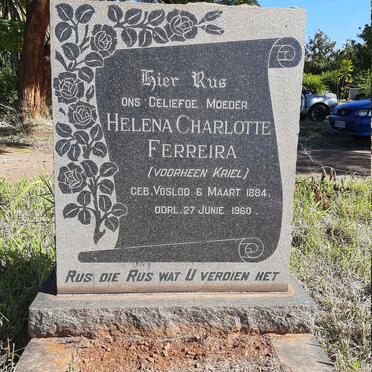 Hier Rus
ONS GELIEFDE MOEDER
HELENA CHARLOTTE
FERREIRA
(VOORHEEN KRIEL)
GEB. VOSLOO 6 MAART 1884.
OORL. 27 JUNIE 1960.
RUS DIE RUS WAT U VERDIEN HET